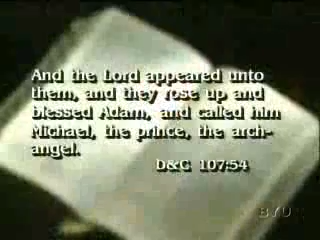 And the Lord appeared unto
them, and they rose up and
blessed Adam, and called him
Michael, the prince, the arch-
angel.
D&C 107:54
BYU